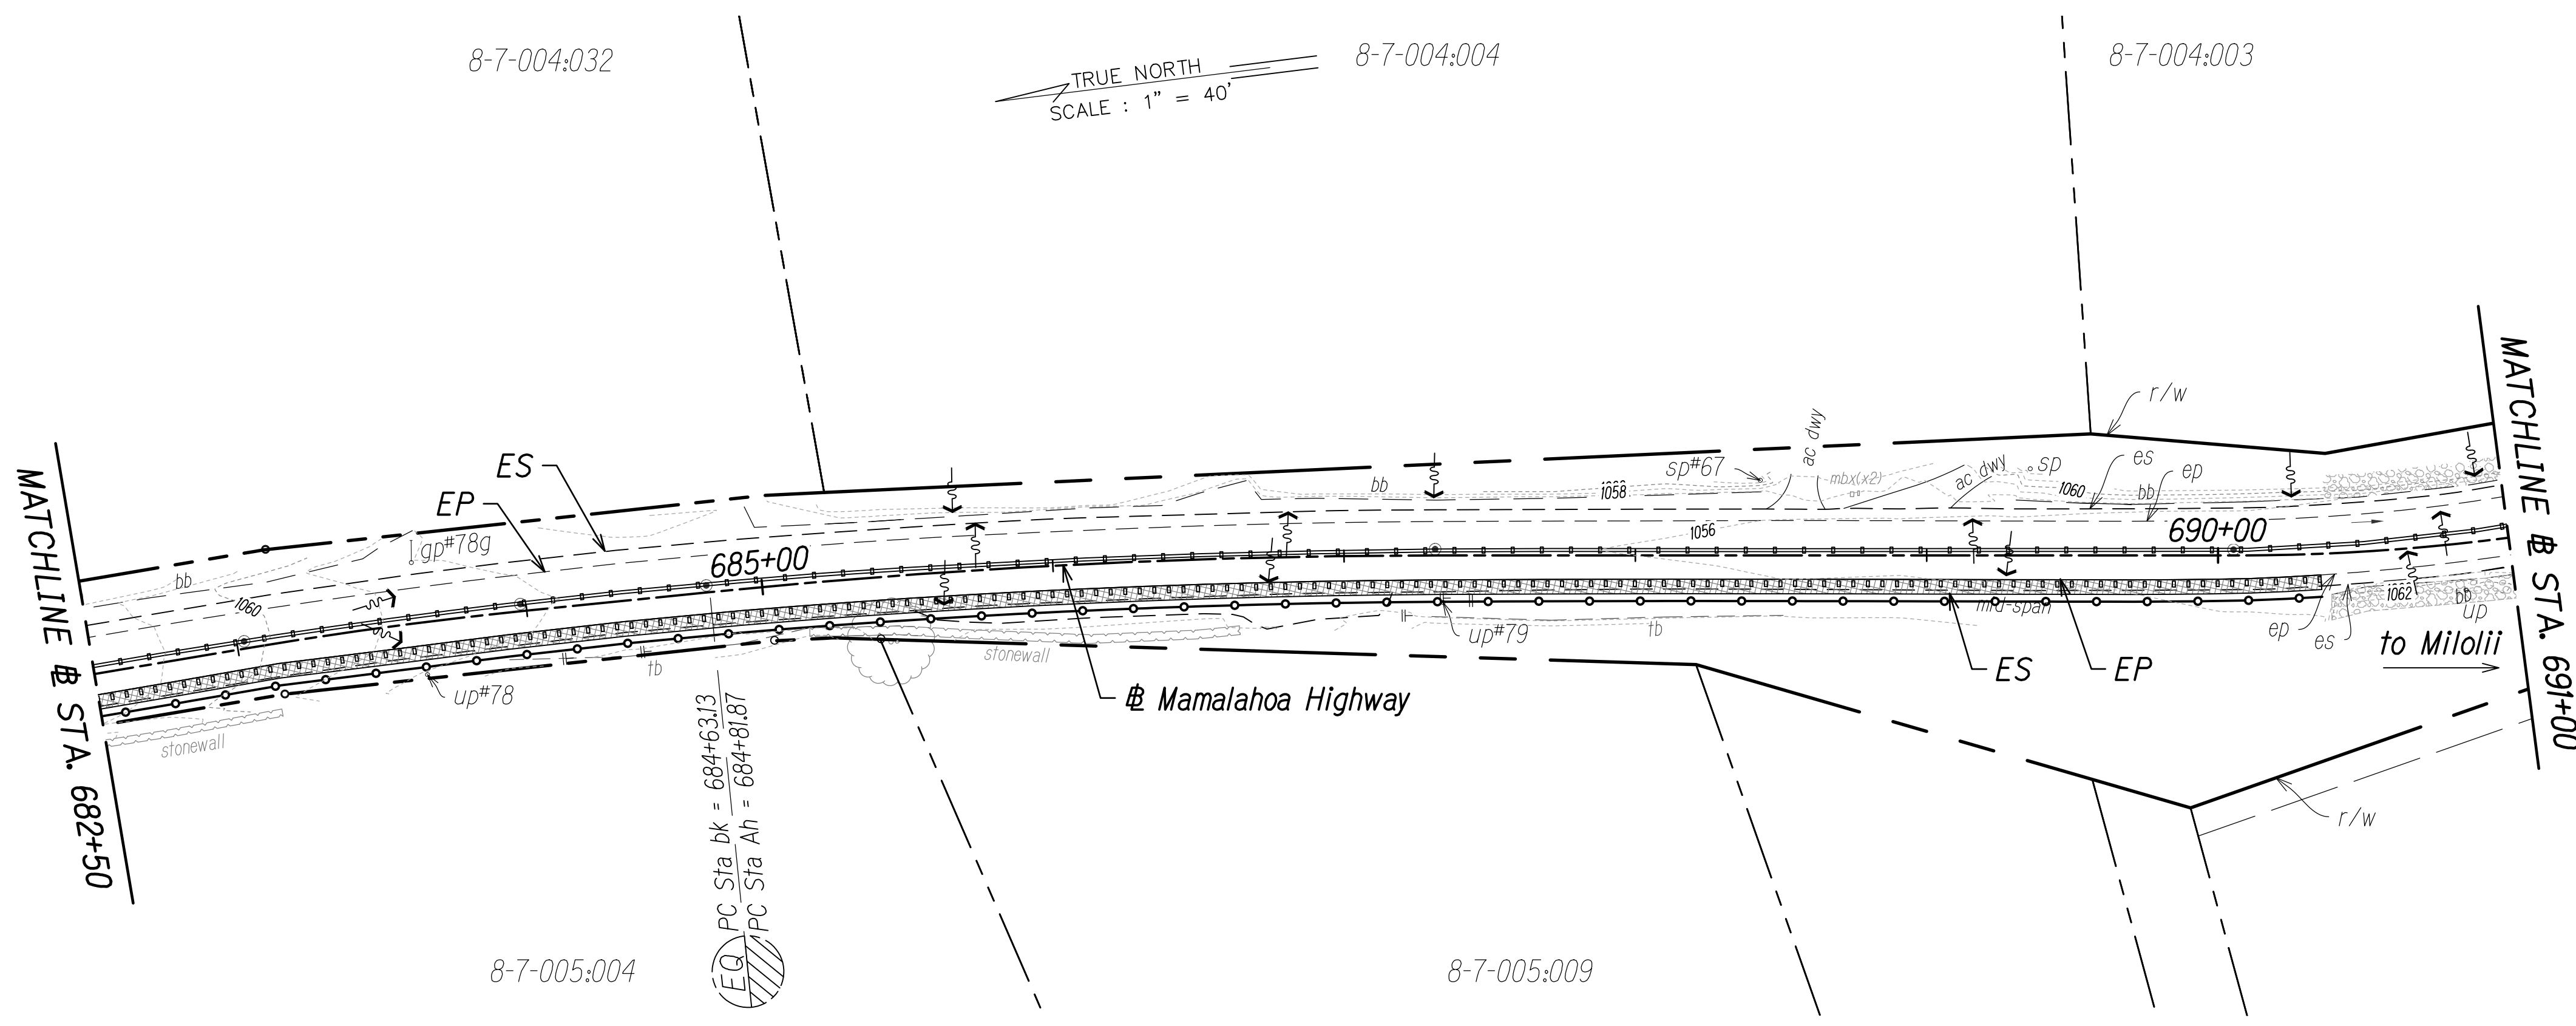 8-7-004:032
TRUE NORTH
SCALE : 1" = 40'
8-7-004:004
8-7-004:003
r/w
ES
EP
gp#78g
bb
1060
685+00
bb
1058
sp#67
ac dwy
mbx(x2)
ac dwy
sp
1060
bb
es
ep
1056
690+00
MATCHLINE B STA. 682+50
MATCHLINE B STA. 691+00
stonewall
up#78
tb
stonewall
up#79
tb
mid-span
ES
EP
ep
es
1062
bb
up
to Milolii
BL Mamalahoa Highway
r/w
EQ
PC Sta bk = 684+63.13
PC Sta Ah = 684+81.87
8-7-005:004
8-7-005:009